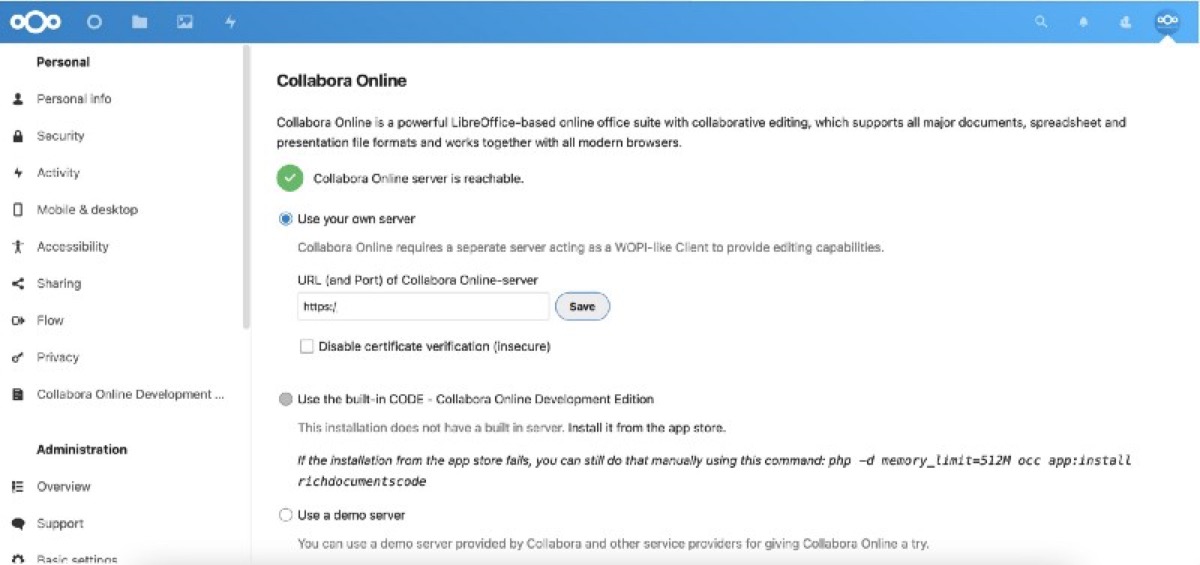 Personal
Personal info
Security
Activity
Mobile & desktop
Accessibility
Sharing
Flow
Privacy
Collabora Online Development ...
Administration
Overview
Support
Basic settings
Collabora Online
Collabora Online is a powerful LibreOffice-based online office suite with collaborative editing, which supports all major documents, spreadsheet and
presentation file formats and works together with all modern browsers.
Collabora Online server is reachable.
Use your own server
Collabora Online requires a seperate server acting as a WOPI-like Client to provide editing capabilities.
URL (and Port) of Collabora Online-server
https:/
Save
Disable certificate verification (insecure)
Use the built-in CODE - Collabora Online Development Edition
This installation does not have a built in server. Install it from the app store.
If the installation from the app store fails, you can still do that manually using this command: php -d memory_limit=512M occ app:install
richdocumentscode
Use a demo server
You can use a demo server provided by Collabora and other service providers for giving Collabora Online a try.